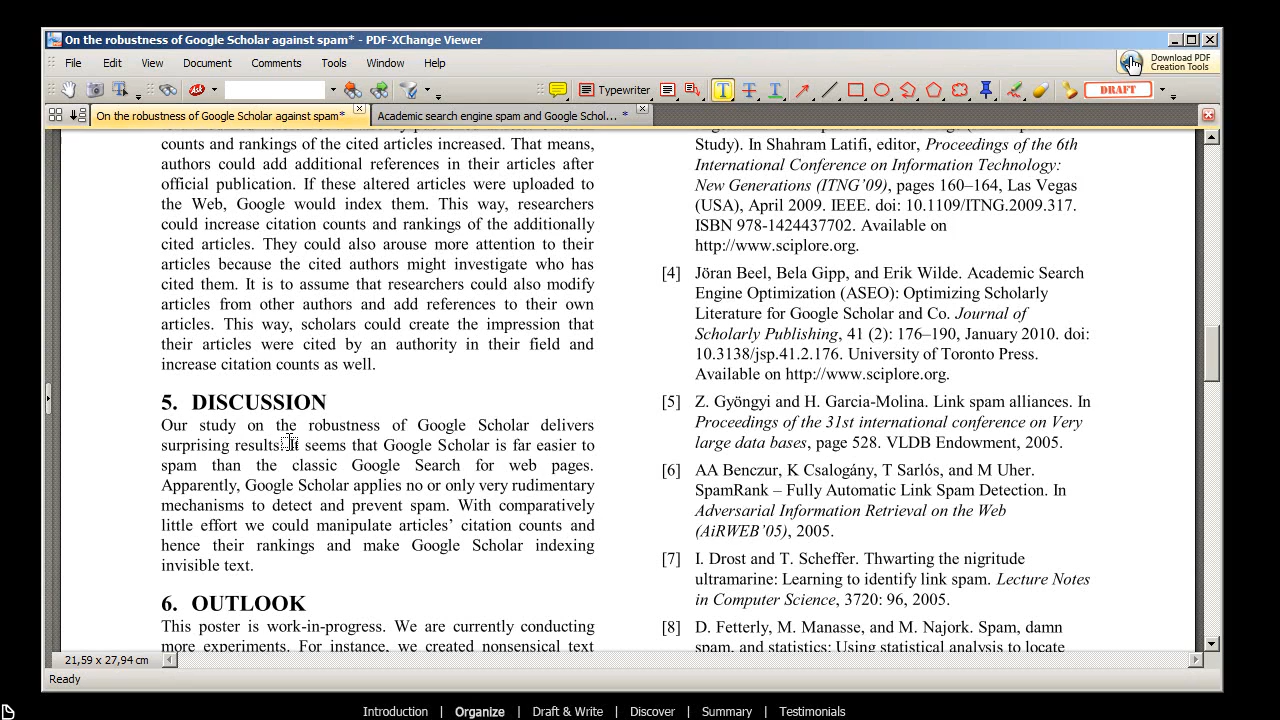 On the robustness of Google Scholar against spam* - PDF-XChange Viewer
File Edit View Document Comments Tools Window Help
Download PDF
Creation Tools
Typewriter
DRAFT
On the robustness of Google Scholar against spam*
Academic search engine spam and Google Schol... *
counts and rankings of the cited articles increased. That means,
authors could add additional references in their articles after
official publication. If these altered articles were uploaded to
the Web, Google would index them. This way, researchers
could increase citation counts and rankings of the additionally
cited articles. They could also arouse more attention to their
articles because the cited authors might investigate who has
cited them. It is to assume that researchers could also modify
articles from other authors and add references to their own
articles. This way, scholars could create the impression that
their articles were cited by an authority in their field and
increase citation counts as well.
5. DISCUSSION
Our study on the robustness of Google Scholar delivers
surprising results. It seems that Google Scholar is far easier to
spam than the classic Google Search for web pages.
Apparently, Google Scholar applies no or only very rudimentary
mechanisms to detect and prevent spam. With comparatively
little effort we could manipulate articles’ citation counts and
hence their rankings and make Google Scholar indexing
invisible text.
6. OUTLOOK
This poster is work-in-progress. We are currently conducting
more experiments. For instance, we created nonsensical text
Study). In Shahram Latifi, editor, Proceedings of the 6th
International Conference on Information Technology:
New Generations (ITNG’09), pages 160–164, Las Vegas
(USA), April 2009. IEEE. doi: 10.1109/ITNG.2009.317.
ISBN 978-1424437702. Available on
http://www.sciplore.org.
[4] Jöran Beel, Bela Gipp, and Erik Wilde. Academic Search
Engine Optimization (ASEO): Optimizing Scholarly
Literature for Google Scholar and Co. Journal of
Scholarly Publishing, 41 (2): 176–190, January 2010. doi:
10.3138/jsp.41.2.176. University of Toronto Press.
Available on http://www.sciplore.org.
[5] Z. Gyöngyi and H. Garcia-Molina. Link spam alliances. In
Proceedings of the 31st international conference on Very
large data bases, page 528. VLDB Endowment, 2005.
[6] AA Benczur, K Csalogány, T Sarlós, and M Uher.
SpamRank – Fully Automatic Link Spam Detection. In
Adversarial Information Retrieval on the Web
(AiRWEB’05), 2005.
[7] I. Drost and T. Scheffer. Thwarting the nigritude
ultramarine: Learning to identify link spam. Lecture Notes
in Computer Science, 3720: 96, 2005.
[8] D. Fetterly, M. Manasse, and M. Najork. Spam, damn
spam, and statistics: Using statistical analysis to locate
21,59 x 27,94 cm
Ready
Introduction | Organize | Draft & Write | Discover | Summary | Testimonials